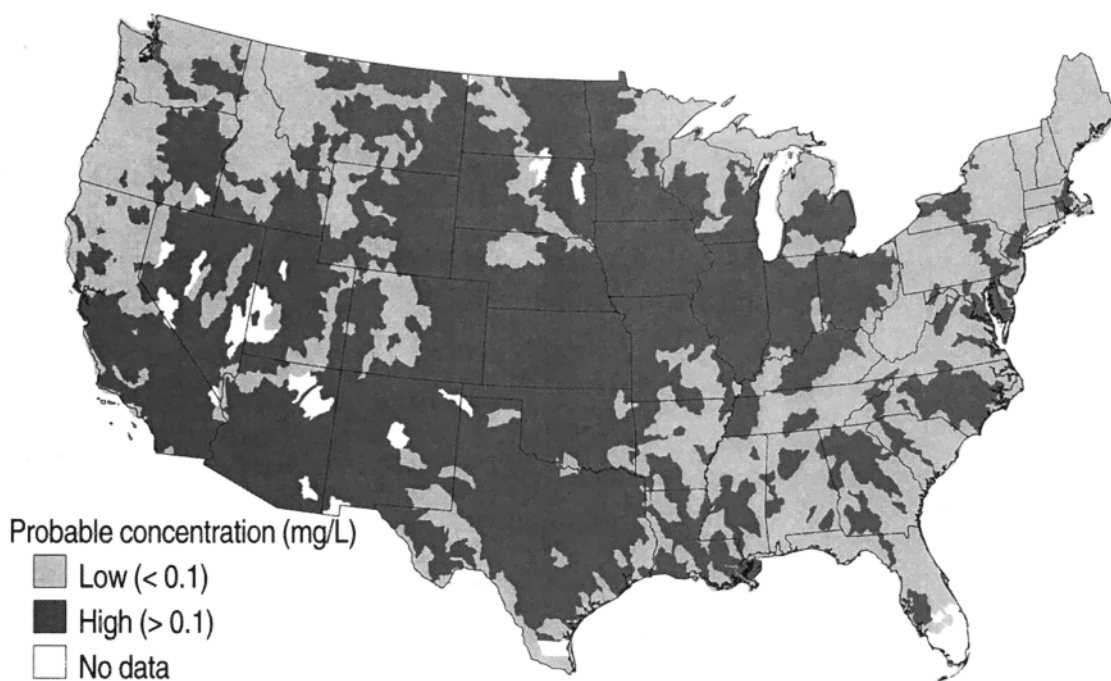 Probable concentration (mg/L)
Low (< 0.1)
High (> 0.1)
No data